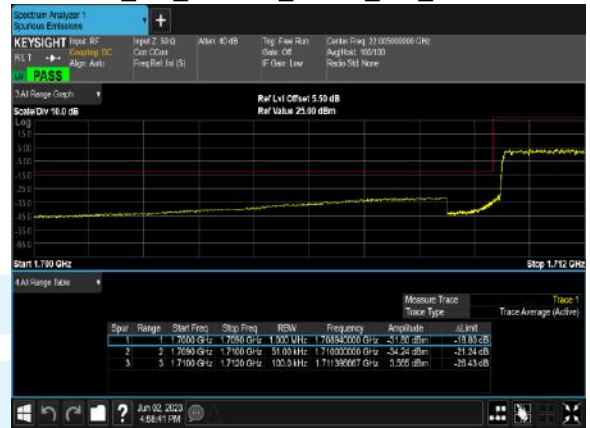 Spectrum Analyzer 1
Spurious Emissions
+
KEYSIGHT Input: RF Input Z: 50 Ω Atten: 40 dB Trig: Free Run Center Freq: 22.005000000 GHz
RLT Coupling: DC Corr CCorr Gate: Off Avg|Hold: 100/100
Align: Auto Freq Ref: Int (S) IF Gain: Low Radio Std: None
PASS
3.All Range Graph
Scale/Div 10.0 dB
Ref Lvl Offset 5.50 dB
Ref Value 25.00 dBm
Log
15.0
5.00
-5.00
-15.0
-25.0
-35.0
-45.0
-55.0
-65.0
Start 1.700 GHz Stop 1.712 GHz
4.All Range Table
Measure Trace Trace 1
Trace Type Trace Average (Active)
Spur Range Start Freq Stop Freq RBW Frequency Amplitude ΔLimit
1 1 1.7000 GHz 1.7090 GHz 1.000 MHz 1.708940000 GHz -31.80 dBm -18.80 dB
2 2 1.7090 GHz 1.7100 GHz 51.00 kHz 1.710000000 GHz -34.24 dBm -21.24 dB
3 3 1.7100 GHz 1.7120 GHz 100.0 kHz 1.711396667 GHz 3.565 dBm -26.43 dB
?
Jun 02, 2023
4:58:41 PM